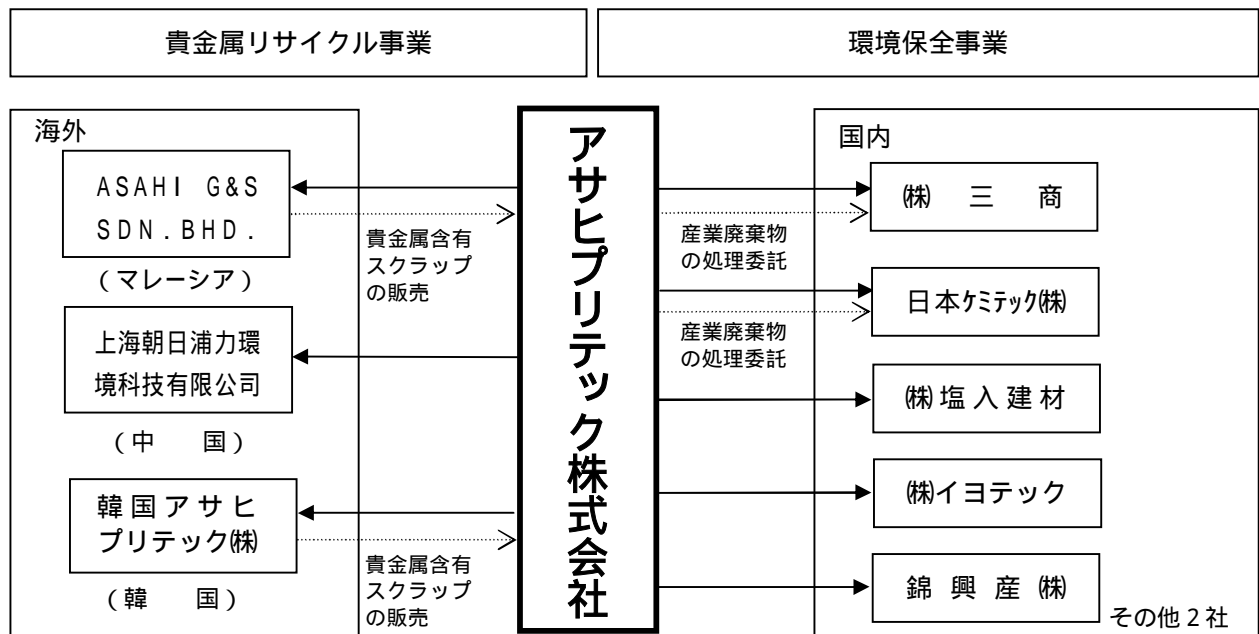 貴金属リサイクル事業
環境保全事業
海外
ASAHI G&S
SDN.BHD.
(マレーシア)
貴金属含有
スクラップ
の販売
上海朝日浦力環
境科技有限公司
(中 国)
韓国アサヒ
プリテック㈱
(韓 国)
貴金属含有
スクラップ
の販売
アサヒプリテック株式会社
国内
㈱ 三 商
産業廃棄物
の処理委託
日本ケミテック㈱
産業廃棄物
の処理委託
㈱塩入建材
㈱イヨテック
錦興産㈱
その他2社